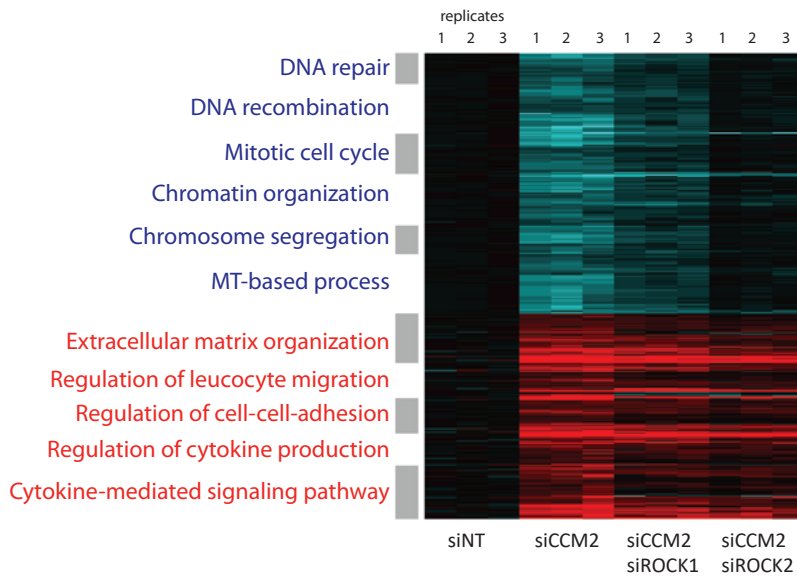 replicates
1 2 3 1 2 3 1 2 3 1 2 3
DNA repair
DNA recombination
Mitotic cell cycle
Chromatin organization
Chromosome segregation
MT-based process
Extracellular matrix organization
Regulation of leucocyte migration
Regulation of cell-cell-adhesion
Regulation of cytokine production
Cytokine-mediated signaling pathway
siNT siCCM2 siCCM2 siCCM2
siROCK1 siROCK2